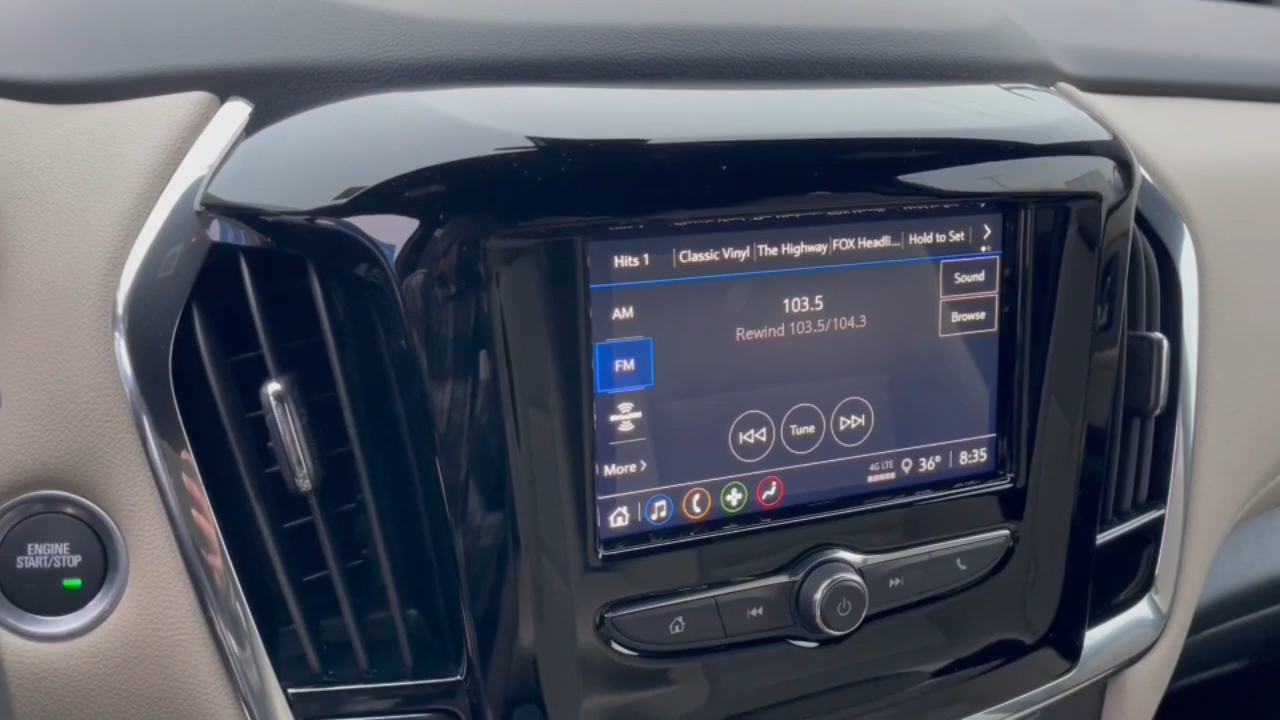 Hits 1
Classic Vinyl
The Highway
FOX Headli...
Hold to Set
AM
103.5
Sound
Rewind 103.5/104.3
Browse
FM
Tune
More
4G LTE
36°
8:35
ENGINE
START/STOP